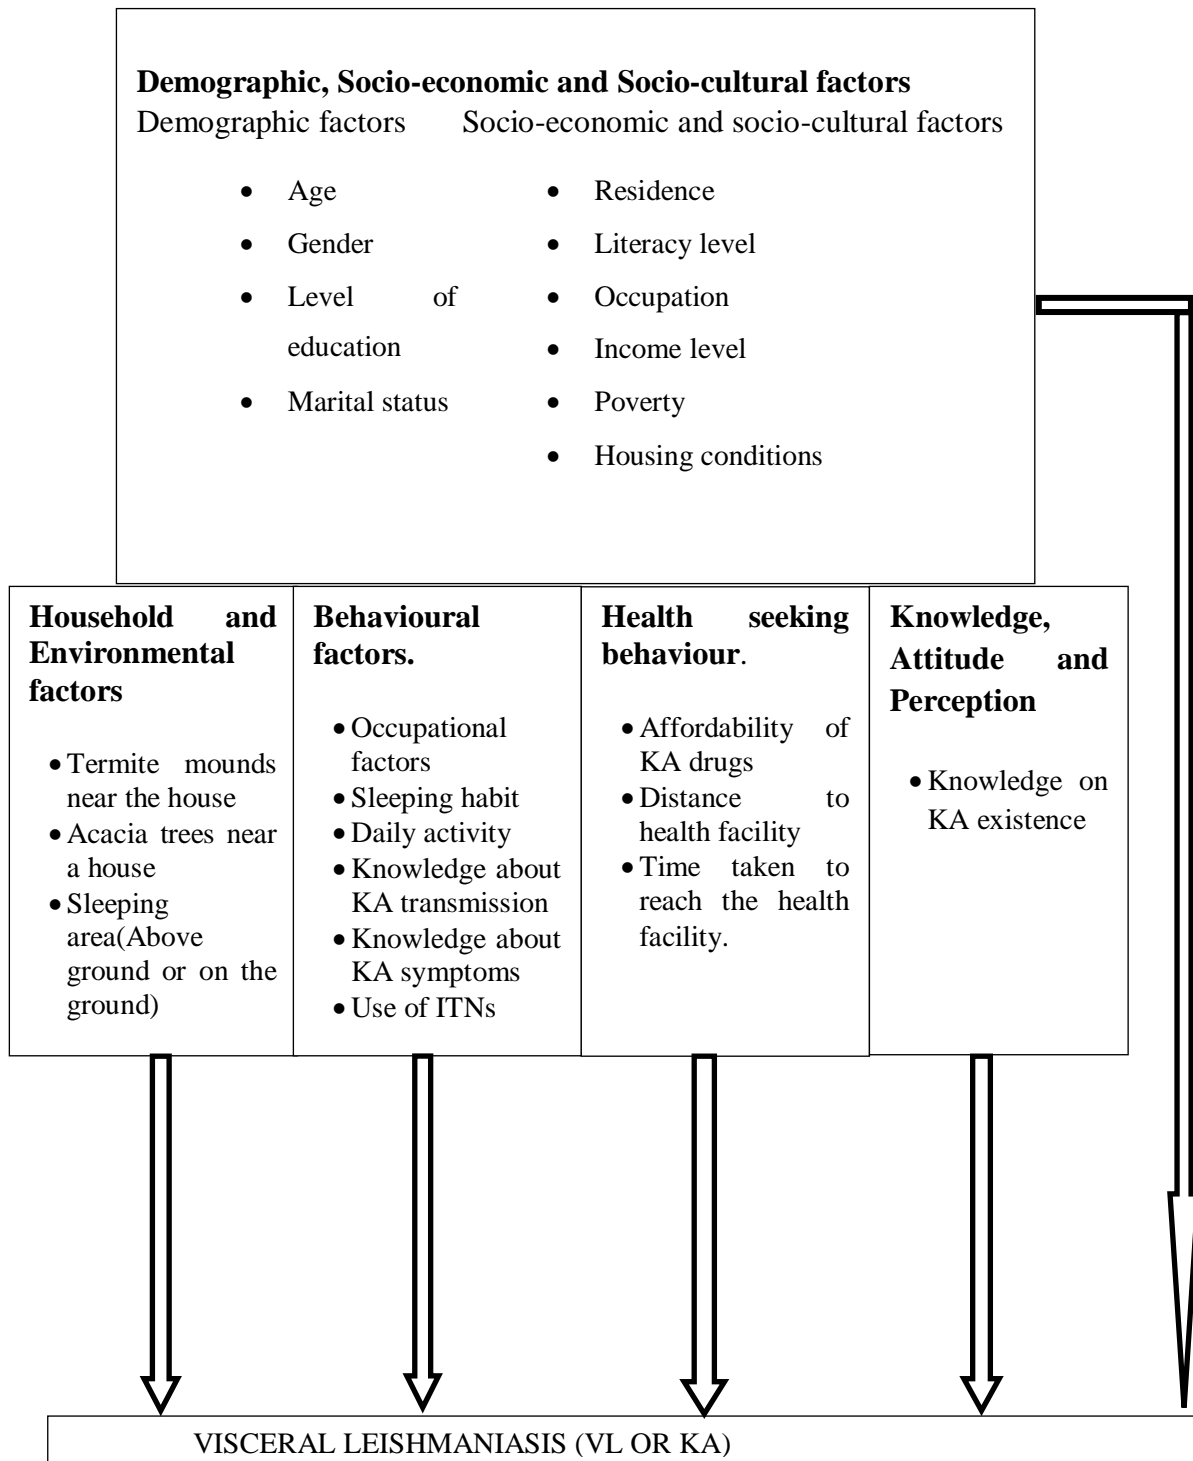 Demographic, Socio-economic and Socio-cultural factors
Demographic factors Socio-economic and socio-cultural factors
• Age
• Gender
• Level of
education
• Marital status
• Residence
• Literacy level
• Occupation
• Income level
• Poverty
• Housing conditions
Household and
Environmental
factors
• Termite mounds
near the house
• Acacia trees near
a house
• Sleeping
area(Above
ground or on the
ground)
Behavioural
factors.
• Occupational
factors
• Sleeping habit
• Daily activity
• Knowledge about
KA transmission
• Knowledge about
KA symptoms
• Use of ITNs
Health seeking
behaviour.
• Affordability of
KA drugs
• Distance to
health facility
• Time taken to
reach the health
facility.
Knowledge,
Attitude and
Perception
• Knowledge on
KA existence
VISCERAL LEISHMANIASIS (VL OR KA)